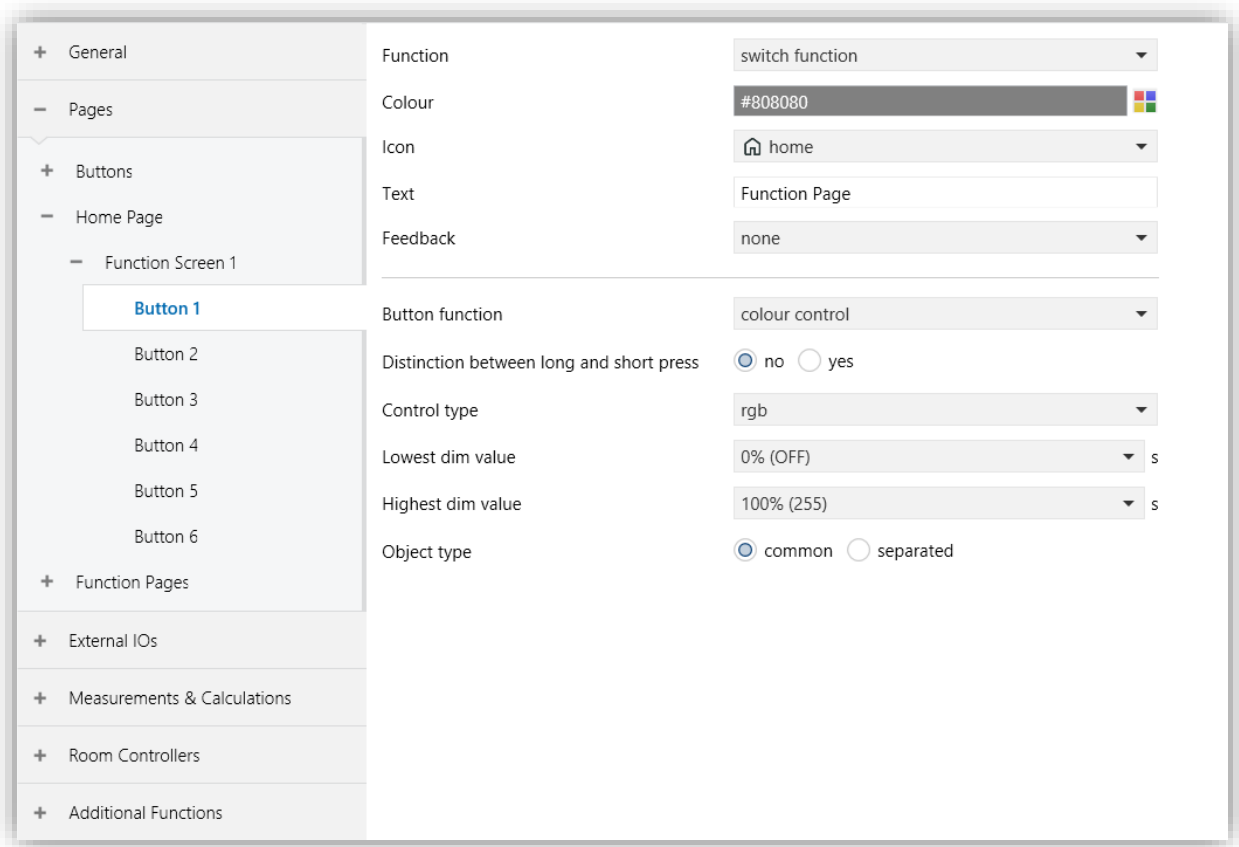 General
Pages
Buttons
Home Page
Function Screen 1
Button 1
Button 2
Button 3
Button 4
Button 5
Button 6
Function Pages
External IOs
Measurements & Calculations
Room Controllers
Additional Functions
Function switch function
Colour #808080
Icon home
Text Function Page
Feedback none
Button function colour control
Distinction between long and short press no yes
Control type rgb
Lowest dim value 0% (OFF) s
Highest dim value 100% (255) s
Object type common separated